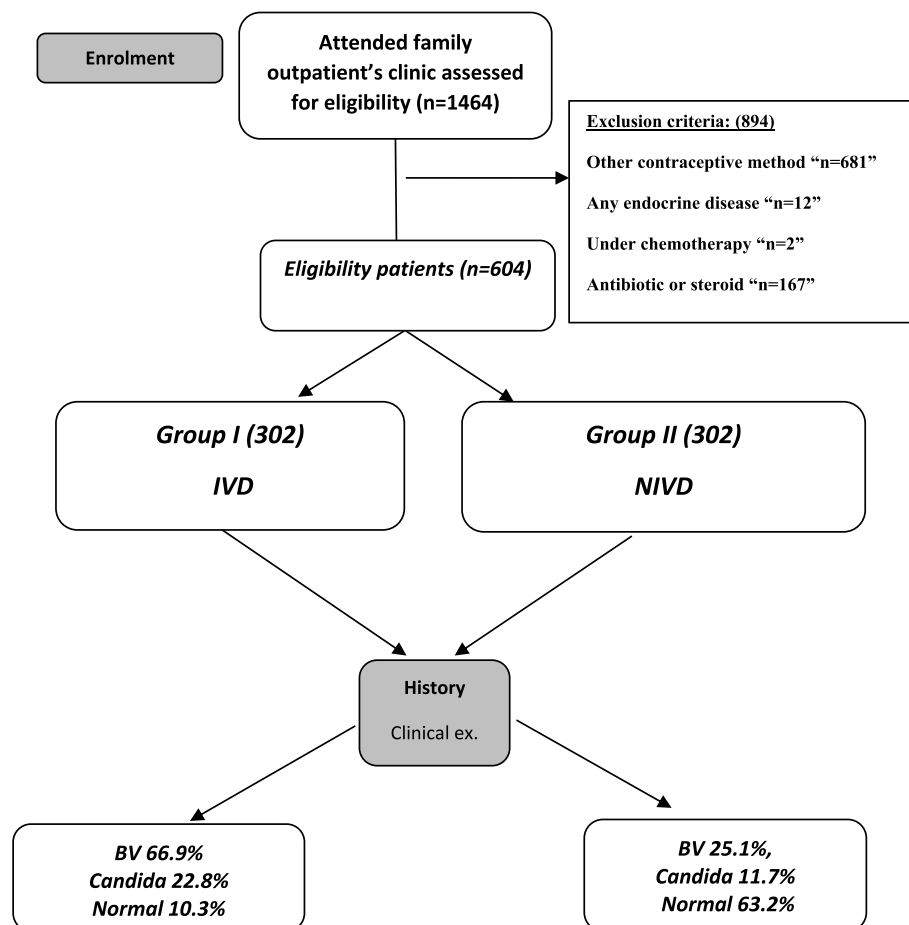 Enrolment
Attended family
outpatient's clinic assessed
for eligibility (n=1464)
Exclusion criteria: (894)
Other contraceptive method “n=681”
Any endocrine disease “n=12”
Under chemotherapy “n=2”
Antibiotic or steroid “n=167”
Eligibility patients (n=604)
Group I (302)
IVD
Group II (302)
NIVD
History
Clinical ex.
BV 66.9%
Candida 22.8%
Normal 10.3%
BV 25.1%,
Candida 11.7%
Normal 63.2%